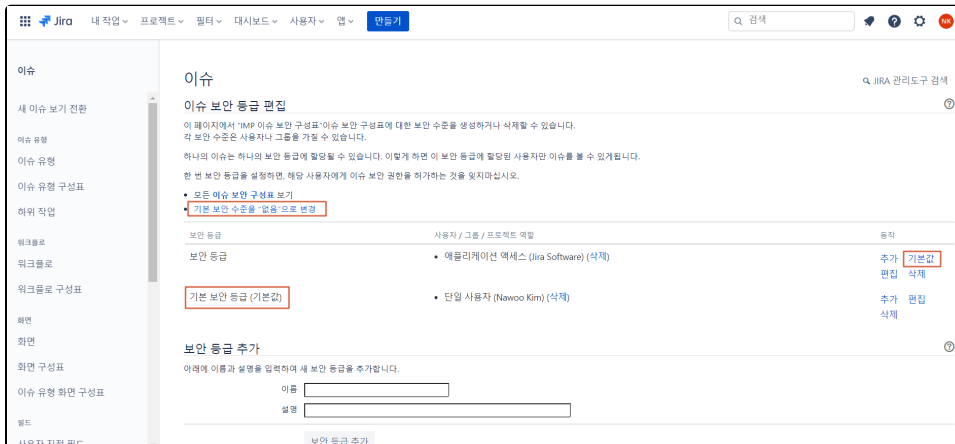 Jira 내 작업 프로젝트 필터 대시보드 사용자 앱 만들기 검색 NK
이슈
새 이슈 보기 전환
이슈 유형
이슈 유형
이슈 유형 구성표
하위 작업
워크플로
워크플로
워크플로 구성표
화면
화면
화면 구성표
이슈 유형 화면 구성표
필드
사용자 지정 필드
이슈
JIRA 관리도구 검색
이슈 보안 등급 편집
이 페이지에서 "IMP 이슈 보안 구성표"이슈 보안 구성표에 대한 보안 수준을 생성하거나 삭제할 수 있습니다.
각 보안 수준은 사용자나 그룹을 가질 수 있습니다.
하나의 이슈는 하나의 보안 등급에 할당될 수 있습니다. 이렇게 하면 이 보안 등급에 할당된 사용자만 이슈를 볼 수 있게됩니다.
한 번 보안 등급을 설정하면, 해당 사용자에게 이슈 보안 권한을 허가하는 것을 잊지마십시오.
• 모든 이슈 보안 구성표 보기
• 기본 보안 수준을 "없음"으로 변경
보안 등급 사용자 / 그룹 / 프로젝트 역할 동작
보안 등급 • 애플리케이션 액세스 (Jira Software) (삭제) 추가 기본값
편집 삭제
기본 보안 등급 (기본값) • 단일 사용자 (Nawoo Kim) (삭제) 추가 편집
삭제
보안 등급 추가
아래에 이름과 설명을 입력하여 새 보안 등급을 추가합니다.
이름
설명
보안 등급 추가